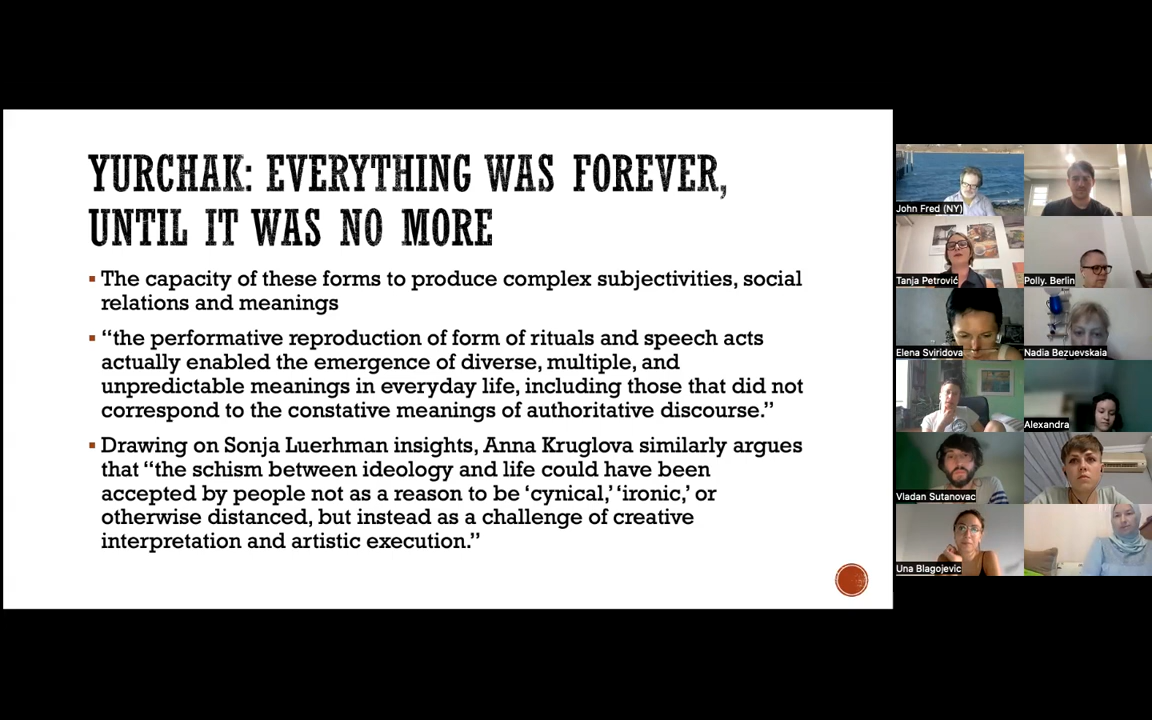 YURCHAK: EVERYTHING WAS FOREVER,
UNTIL IT WAS NO MORE
▪ The capacity of these forms to produce complex subjectivities, social
relations and meanings
▪ “the performative reproduction of form of rituals and speech acts
actually enabled the emergence of diverse, multiple, and
unpredictable meanings in everyday life, including those that did not
correspond to the constative meanings of authoritative discourse.”
▪ Drawing on Sonja Luerhman insights, Anna Kruglova similarly argues
that “the schism between ideology and life could have been
accepted by people not as a reason to be ‘cynical,’ ‘ironic,’ or
otherwise distanced, but instead as a challenge of creative
interpretation and artistic execution.”
John Fred (NY)
Tanja Petrović
Polly. Berlin
Elena Sviridova
Nadia Bezuevskaia
Alexandra
Vladan Sutanovac
Una Blagojevic